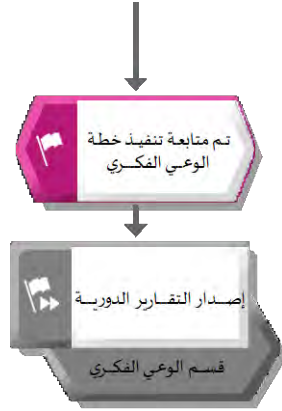 تم متابعة تنفيذ خطة
الوعي الفكري
إصدار التقارير الدورية
قسم الوعي الفكري